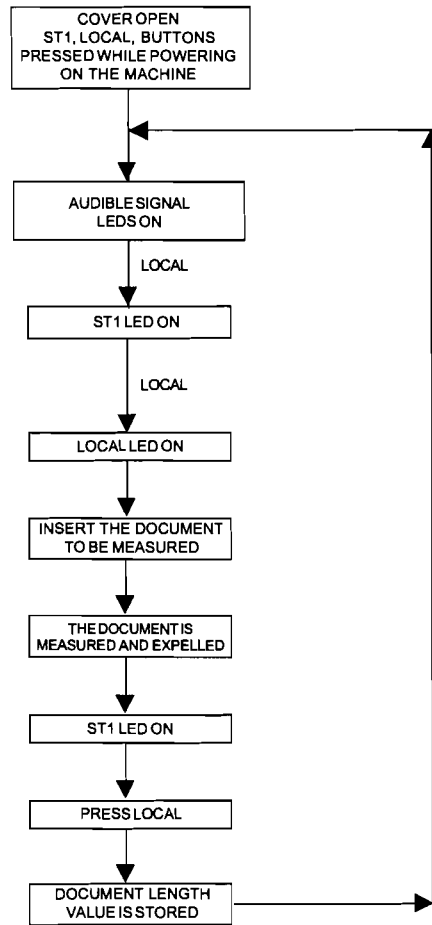 COVER OPEN
ST1, LOCAL, BUTTONS
PRESSED WHILE POWERING
ON THE MACHINE
AUDIBLE SIGNAL
LEDS ON
LOCAL
ST1 LED ON
LOCAL
LOCAL LED ON
INSERT THE DOCUMENT
TO BE MEASURED
THE DOCUMENT IS
MEASURED AND EXPELLED
ST1 LED ON
PRESS LOCAL
DOCUMENT LENGTH
VALUE IS STORED